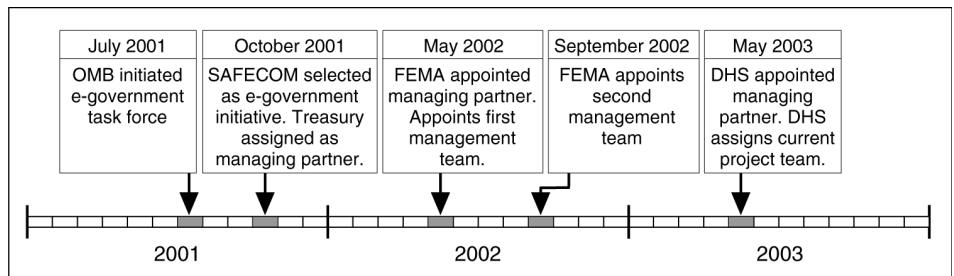 July 2001
OMB initiated
e-government
task force
October 2001
SAFECOM selected
as e-government
initiative. Treasury
assigned as
managing partner.
May 2002
FEMA appointed
managing partner.
Appoints first
management
team.
September 2002
FEMA appoints
second
management
team
May 2003
DHS appointed
managing
partner. DHS
assigns current
project team.
2001
2002
2003